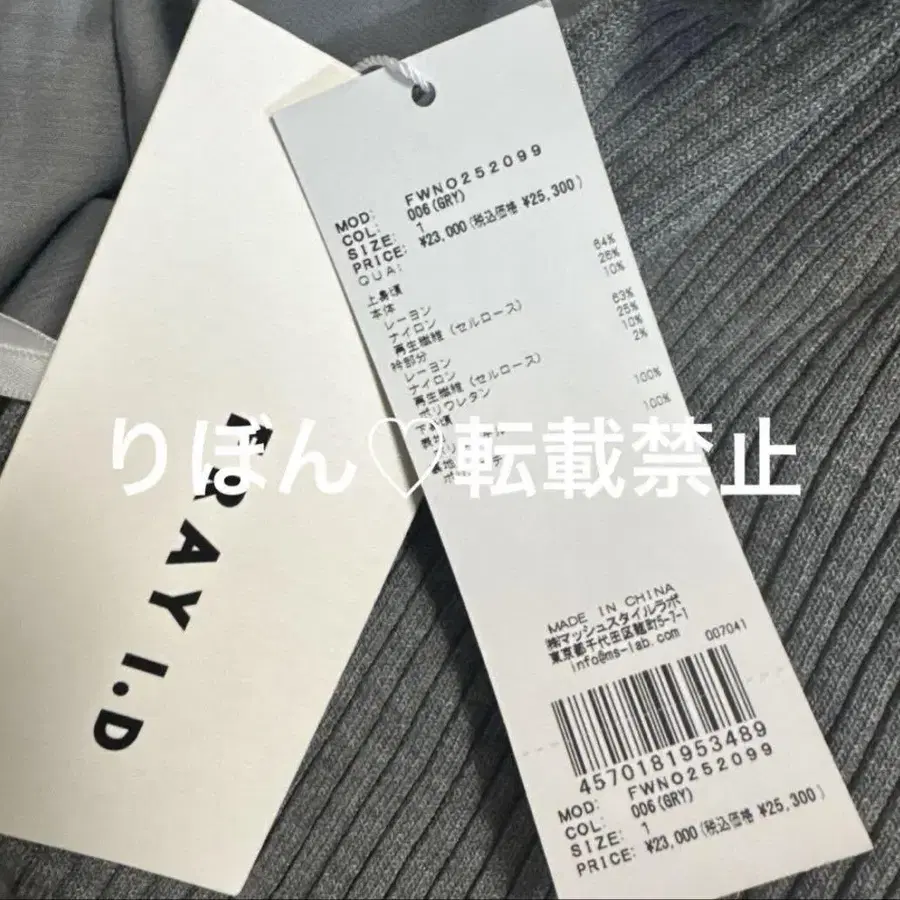 RAY I.D
MOD: FWNO252099
COL: 006(GRY)
SIZE: 1
PRICE: ¥23,000(税込価格 ¥25,300)
QUA:
上身頃
本体
レーヨン 64%
ナイロン 26%
再生繊維(セルロース) 10%
衿部分
レーヨン 63%
ナイロン 25%
再生繊維(セルロース) 10%
ポリウレタン 2%
下身頃
100%
裏地 100%
りぼん♡転載禁止
MADE IN CHINA
㈱マッシュスタイルラボ
東京都千代田区麹町5-7-1
info@ms-lab.com 007041
4570181953489
MOD: FWNO252099
COL: 006(GRY)
SIZE: 1
PRICE: ¥23,000(税込価格 ¥25,300)